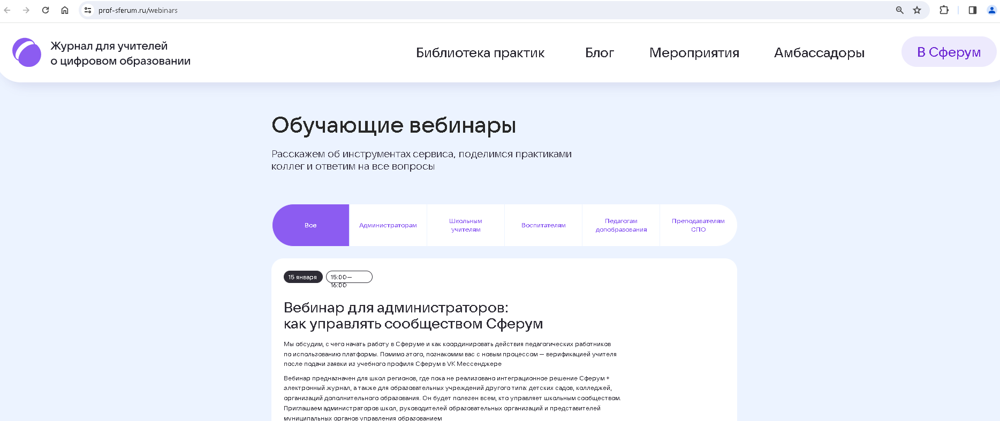 prof-sferum.ru/webinars
Журнал для учителей
о цифровом образовании
Библиотека практик
Блог
Мероприятия
Амбассадоры
В Сферум
Обучающие вебинары
Расскажем об инструментах сервиса, поделимся практиками
коллег и ответим на все вопросы
Все
Администраторам
Школьным
учителям
Воспитателям
Педагогам
допобразования
Преподавателям
СПО
15 января
15:00—
16:00
Вебинар для администраторов:
как управлять сообществом Сферум
Мы обсудим, с чего начать работу в Сферуме и как координировать действия педагогических работников
по использованию платформы. Помимо этого, познакомим вас с новым процессом — верификацией учителя
после подачи заявки из учебного профиля Сферум в VK Мессенджере
Вебинар предназначен для школ регионов, где пока не реализовано интеграционное решение Сферум +
электронный журнал, а также для образовательных учреждений другого типа: детских садов, колледжей,
организаций дополнительного образования. Он будет полезен всем, кто управляет школьным сообществом.
Приглашаем администраторов школ, руководителей образовательных организаций и представителей
муниципальных органов управления образованием